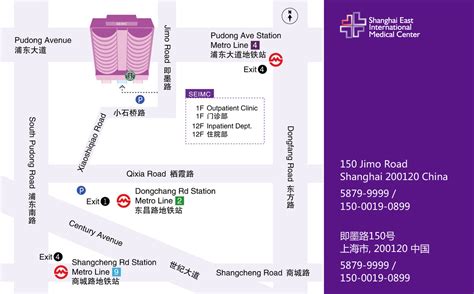 Pudong Avenue
浦东大道
Jimo Road 即墨路
Pudong Ave Station
Metro Line 4
浦东大道地铁站
Exit 4
P
小石桥路
Xiaoshiqiao Road
SEIMC
1F Outpatient Clinic
1F 门诊部
12F Inpatient Dept.
12F 住院部
South Pudong Road
浦东南路
Dongfang Road
东方路
Qixia Road 栖霞路
P
Exit 1
Dongchang Rd Station
Metro Line 2
东昌路地铁站
Century Avenue
世纪大道
Exit 4
Shangcheng Rd Station
Metro Line 9
商城路地铁站
Shangcheng Road 商城路
Shanghai East
International
Medical Center
150 Jimo Road
Shanghai 200120 China
5879-9999 /
150-0019-0899
即墨路150号
上海市, 200120 中国
5879-9999 /
150-0019-0899